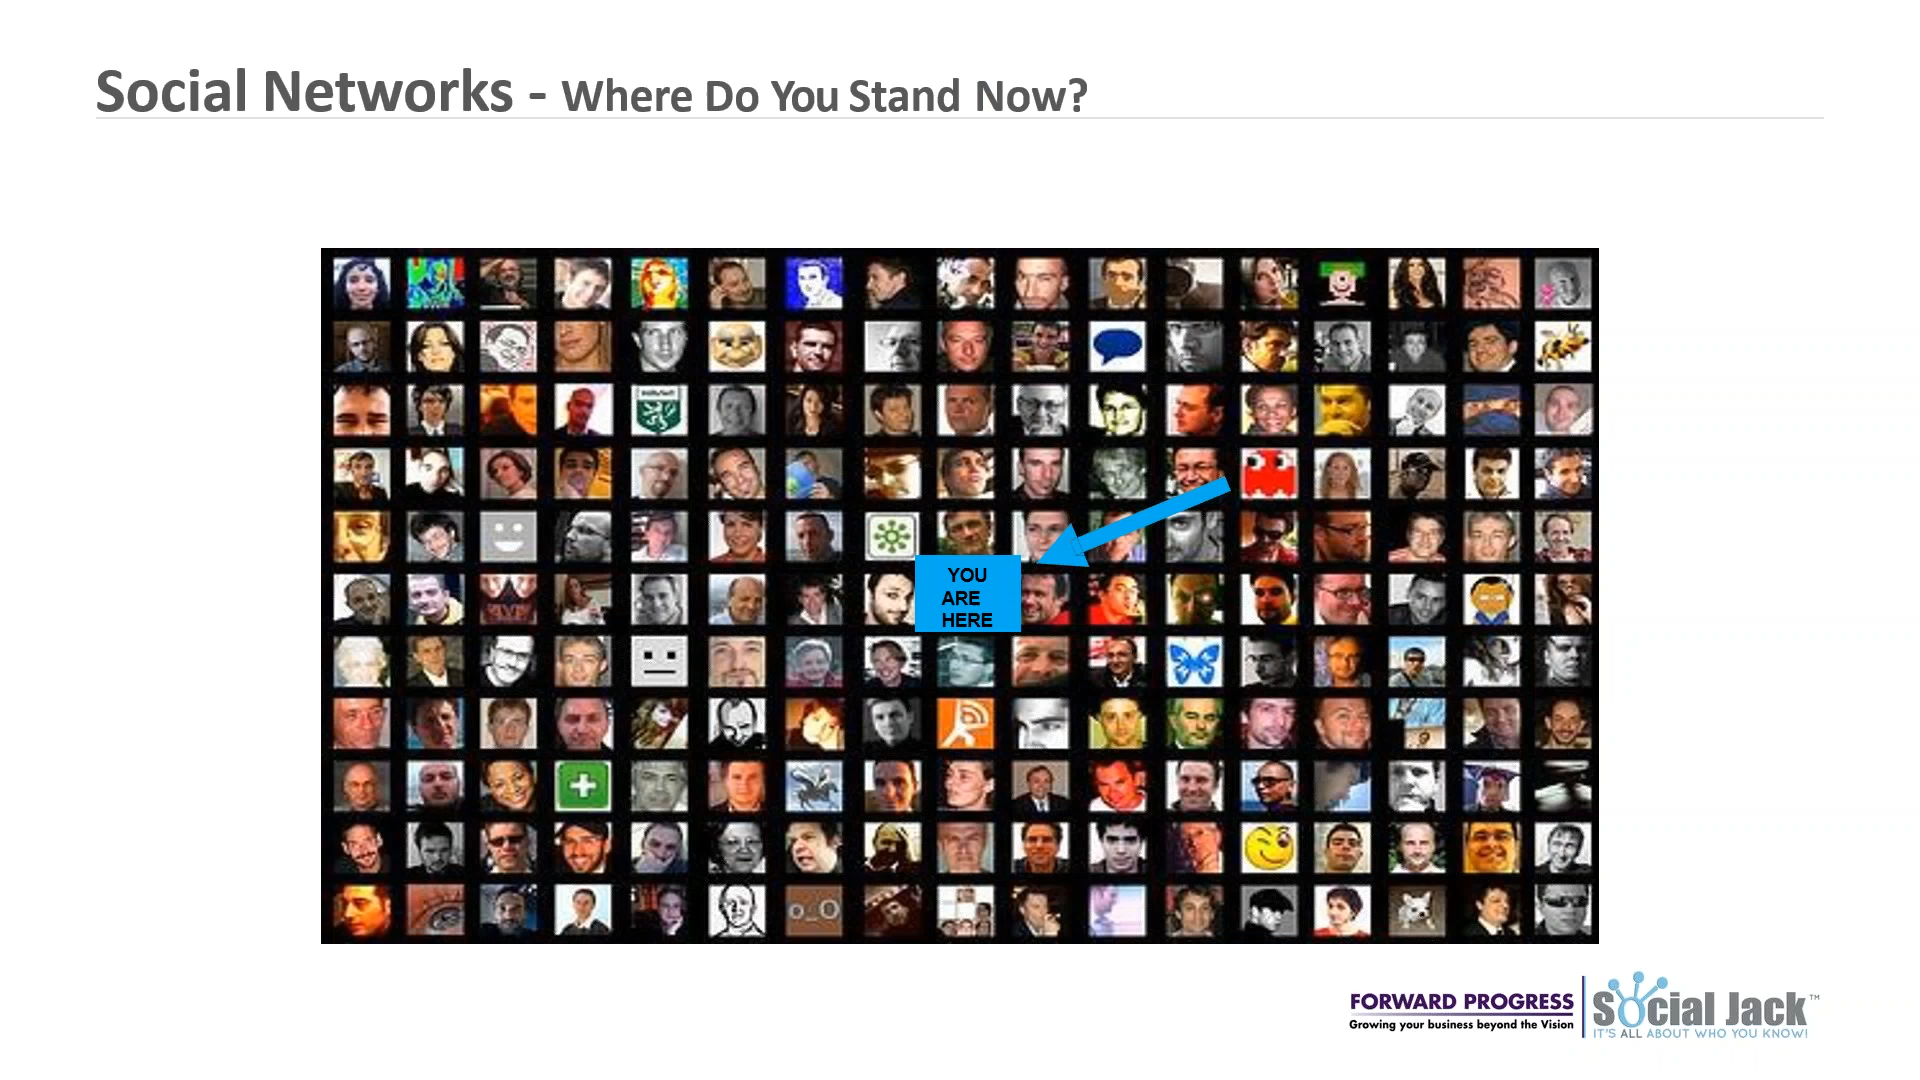 Social Networks - Where Do You Stand Now?
YOU
ARE
HERE
FORWARD PROGRESS
Growing your business beyond the Vision
Social Jack™
IT'S ALL ABOUT WHO YOU KNOW!